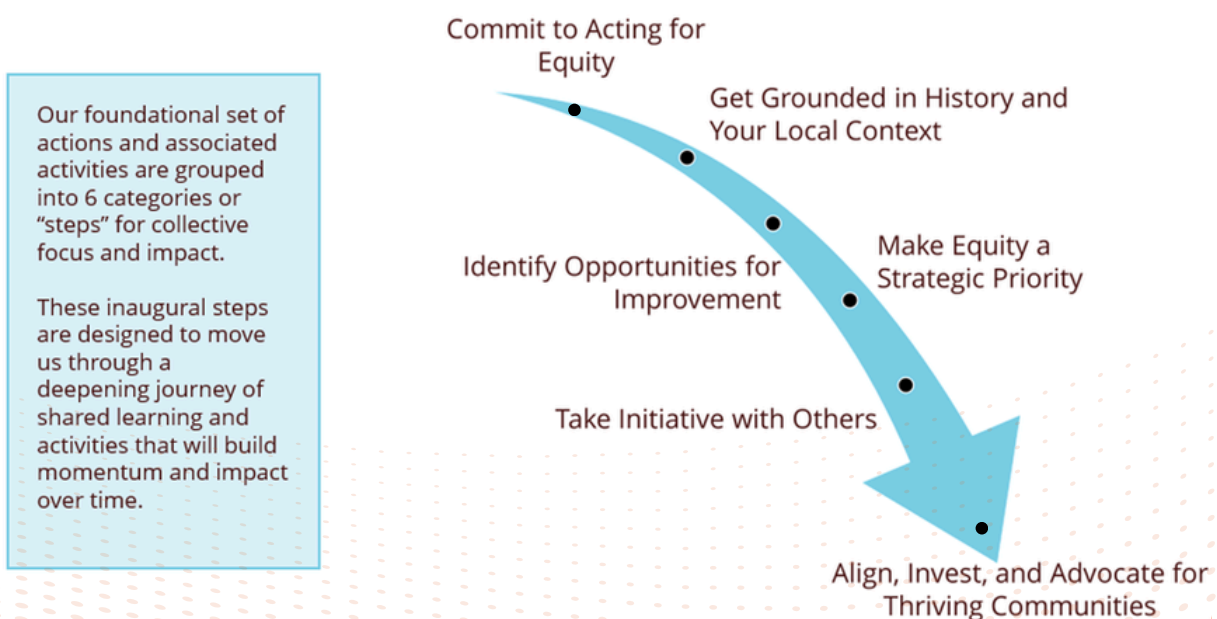 Our foundational set of
actions and associated
activities are grouped
into 6 categories or
“steps” for collective
focus and impact.
These inaugural steps
are designed to move
us through a
deepening journey of
shared learning and
activities that will build
momentum and impact
over time.
Commit to Acting for
Equity
Get Grounded in History and
Your Local Context
Identify Opportunities for
Improvement
Make Equity a
Strategic Priority
Take Initiative with Others
Align, Invest, and Advocate for
Thriving Communities